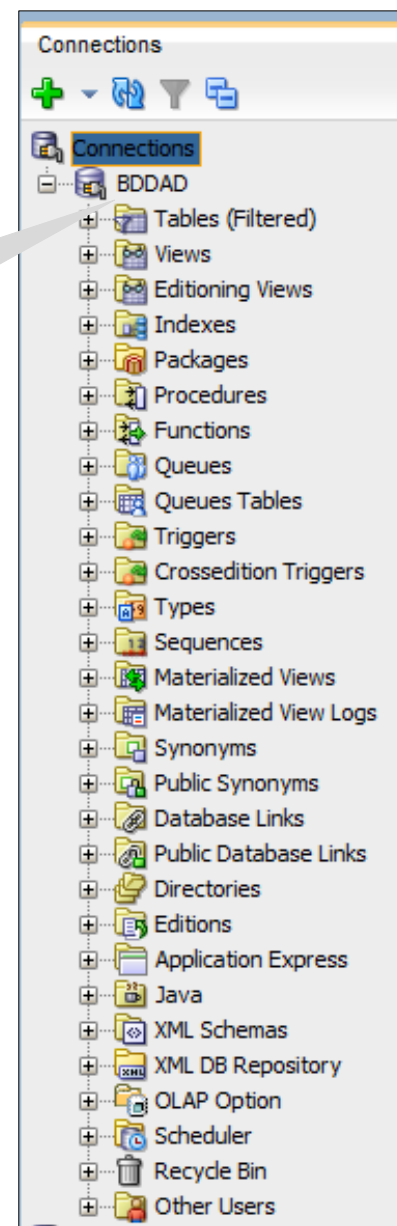 Connections
Connections
BDDAD
Tables (Filtered)
Views
Editioning Views
Indexes
Packages
Procedures
Functions
Queues
Queues Tables
Triggers
Crossedition Triggers
Types
Sequences
Materialized Views
Materialized View Logs
Synonyms
Public Synonyms
Database Links
Public Database Links
Directories
Editions
Application Express
Java
XML Schemas
XML DB Repository
OLAP Option
Scheduler
Recycle Bin
Other Users